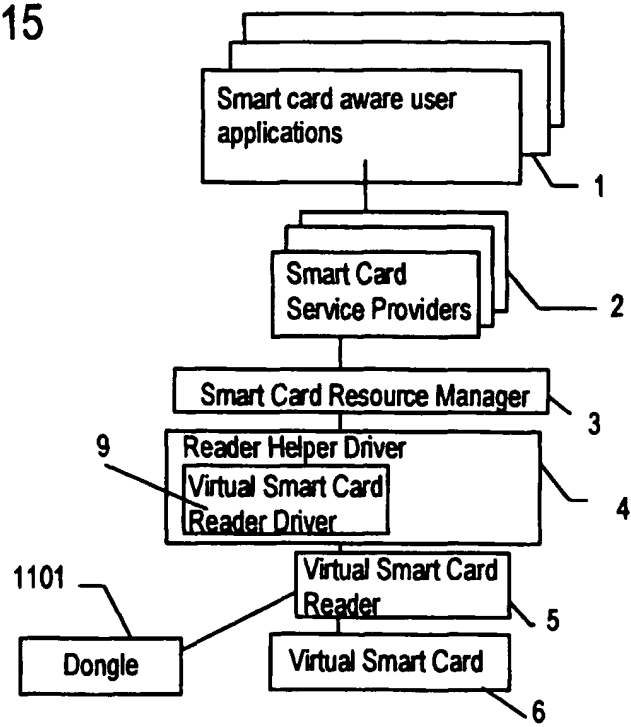 15
Smart card aware user
applications
1
Smart Card
Service Providers
2
Smart Card Resource Manager
3
Reader Helper Driver
9
Virtual Smart Card
Reader Driver
4
1101
Virtual Smart Card
Reader
5
Dongle
Virtual Smart Card
6